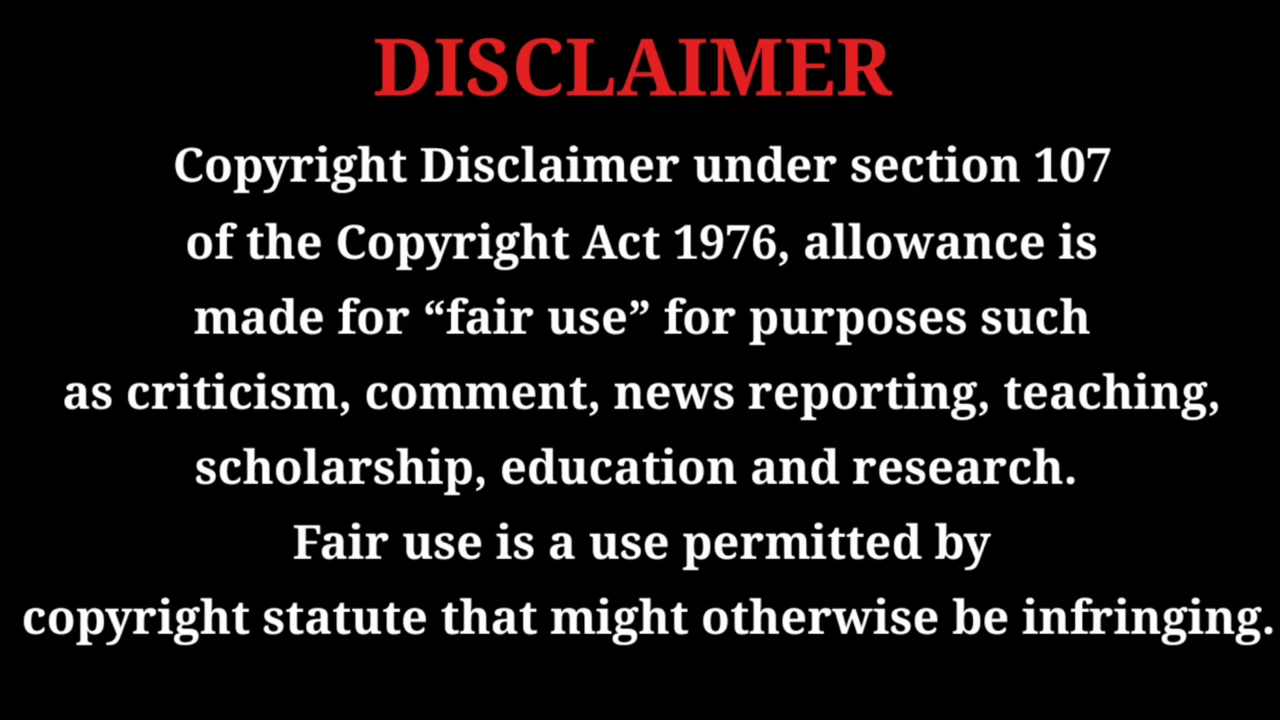 DISCLAIMER
Copyright Disclaimer under section 107
of the Copyright Act 1976, allowance is
made for “fair use” for purposes such
as criticism, comment, news reporting, teaching,
scholarship, education and research.
Fair use is a use permitted by
copyright statute that might otherwise be infringing.